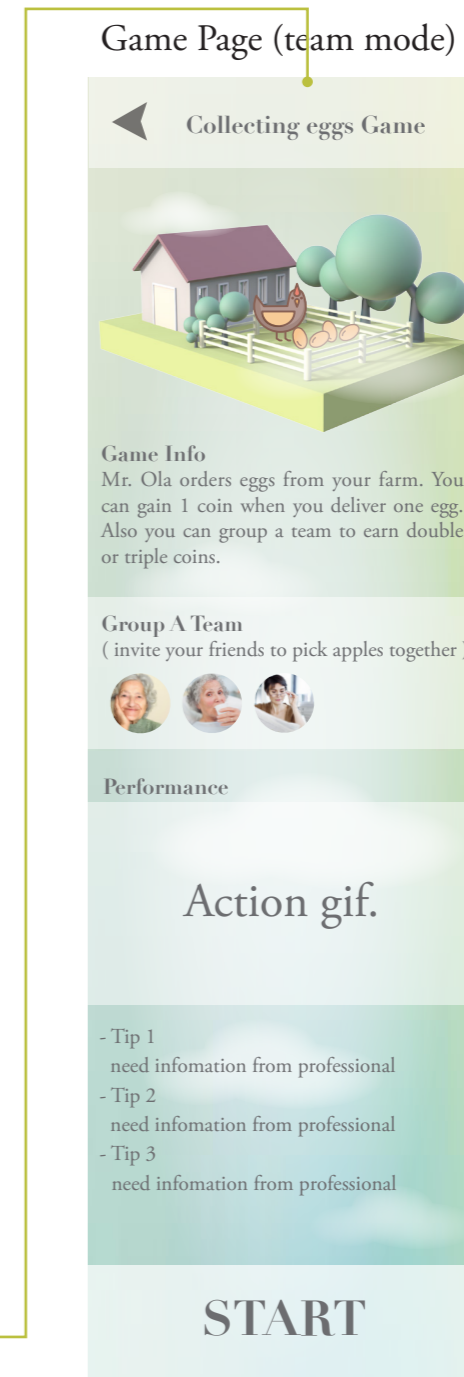 Game Page (team mode)
Collecting eggs Game
Game Info
Mr. Ola orders eggs from your farm. You
can gain 1 coin when you deliver one egg.
Also you can group a team to earn double
or triple coins.
Group A Team
( invite your friends to pick apples together )
Performance
Action gif.
- Tip 1
need infomation from professional
- Tip 2
need infomation from professional
- Tip 3
need infomation from professional
START